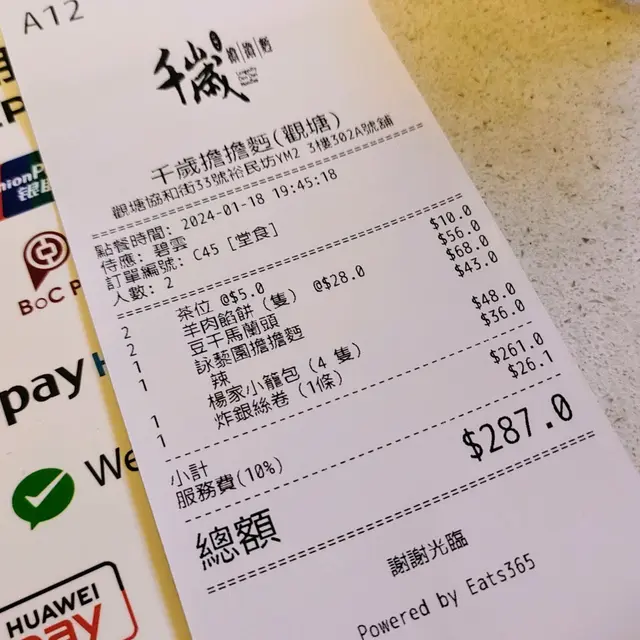 A12
千歲
千歲擔擔麵(觀塘)
觀塘協和街33號裕民坊YM2 3樓302A號舖
點餐時間: 2024-01-18 19:45:18
侍應: 碧雲
訂單編號: C45 [堂食]
人數: 2
2 茶位 @$5.0 $10.0
2 羊肉餡餅 (隻) @$28.0 $56.0
1 豆干馬蘭頭 $68.0
1 詠藜園擔擔麵 $43.0
辣
1 楊家小籠包 (4 隻) $48.0
1 炸銀絲卷 (1條) $36.0
小計 $261.0
服務費(10%) $26.1
總額 $287.0
謝謝光臨
Powered by Eats365
nionPay
银联
BoC P
pay
We
HUAWEI
Pay